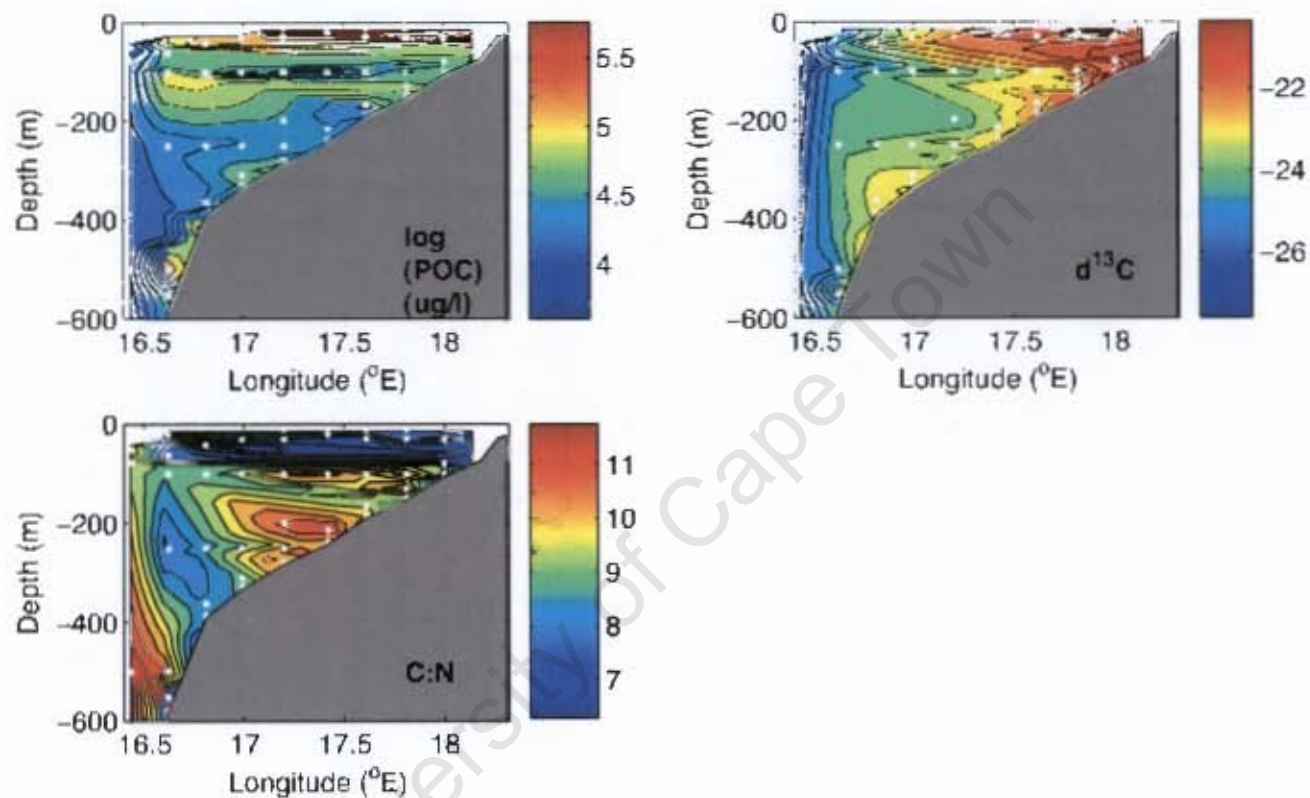 0
−200
−400
−600
Depth (m)
16.5 17 17.5 18
Longitude (°E)
log
(POC)
(ug/l)
5.5
5
4.5
4
0
−200
−400
−600
Depth (m)
16.5 17 17.5 18
Longitude (°E)
d¹³C
−22
−24
−26
0
−200
−400
−600
Depth (m)
16.5 17 17.5 18
Longitude (°E)
C:N
11
10
9
8
7
University of Cape Town